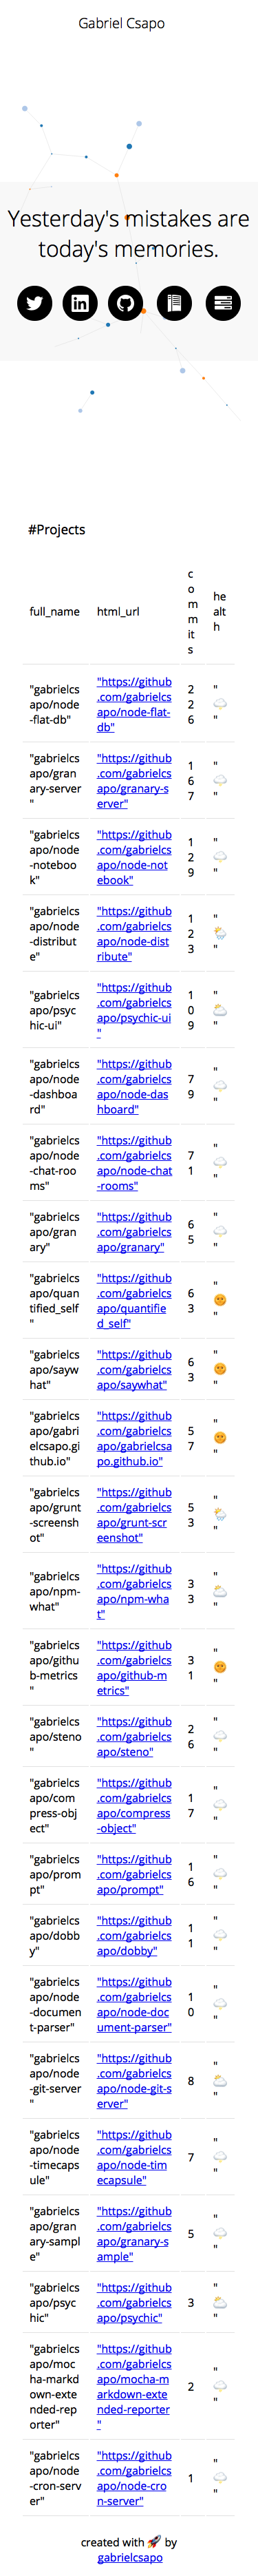 Gabriel Csapo
Yesterday's mistakes are
today's memories.
#Projects
full_name html_url commits health
"gabrielcsapo/node-flat-db" "https://github.com/gabrielcsapo/node-flat-db" 226 "🌩"
"gabrielcsapo/granary-server" "https://github.com/gabrielcsapo/granary-server" 167 "🌩"
"gabrielcsapo/node-notebook" "https://github.com/gabrielcsapo/node-notebook" 129 "🌩"
"gabrielcsapo/node-distribute" "https://github.com/gabrielcsapo/node-distribute" 123 "🌦"
"gabrielcsapo/psychic-ui" "https://github.com/gabrielcsapo/psychic-ui" 109 "🌥"
"gabrielcsapo/node-dashboard" "https://github.com/gabrielcsapo/node-dashboard" 79 "🌩"
"gabrielcsapo/node-chat-rooms" "https://github.com/gabrielcsapo/node-chat-rooms" 71 "🌩"
"gabrielcsapo/granary" "https://github.com/gabrielcsapo/granary" 65 "🌩"
"gabrielcsapo/quantified_self" "https://github.com/gabrielcsapo/quantified_self" 63 "🌞"
"gabrielcsapo/saywhat" "https://github.com/gabrielcsapo/saywhat" 63 "🌞"
"gabrielcsapo/gabrielcsapo.github.io" "https://github.com/gabrielcsapo/gabrielcsapo.github.io" 57 "🌞"
"gabrielcsapo/grunt-screenshot" "https://github.com/gabrielcsapo/grunt-screenshot" 53 "🌦"
"gabrielcsapo/npm-what" "https://github.com/gabrielcsapo/npm-what" 33 "🌥"
"gabrielcsapo/github-metrics" "https://github.com/gabrielcsapo/github-metrics" 31 "🌞"
"gabrielcsapo/steno" "https://github.com/gabrielcsapo/steno" 26 "🌩"
"gabrielcsapo/compress-object" "https://github.com/gabrielcsapo/compress-object" 17 "🌩"
"gabrielcsapo/prompt" "https://github.com/gabrielcsapo/prompt" 16 "🌩"
"gabrielcsapo/dobby" "https://github.com/gabrielcsapo/dobby" 11 "🌩"
"gabrielcsapo/node-document-parser" "https://github.com/gabrielcsapo/node-document-parser" 10 "🌩"
"gabrielcsapo/node-git-server" "https://github.com/gabrielcsapo/node-git-server" 8 "🌥"
"gabrielcsapo/node-timecapsule" "https://github.com/gabrielcsapo/node-timecapsule" 7 "🌩"
"gabrielcsapo/granary-sample" "https://github.com/gabrielcsapo/granary-sample" 5 "🌩"
"gabrielcsapo/psychic" "https://github.com/gabrielcsapo/psychic" 3 "🌥"
"gabrielcsapo/mocha-markdown-extended-reporter" "https://github.com/gabrielcsapo/mocha-markdown-extended-reporter" 2 "🌩"
"gabrielcsapo/node-cron-server" "https://github.com/gabrielcsapo/node-cron-server" 1 "🌩"
created with 🚀 by
gabrielcsapo